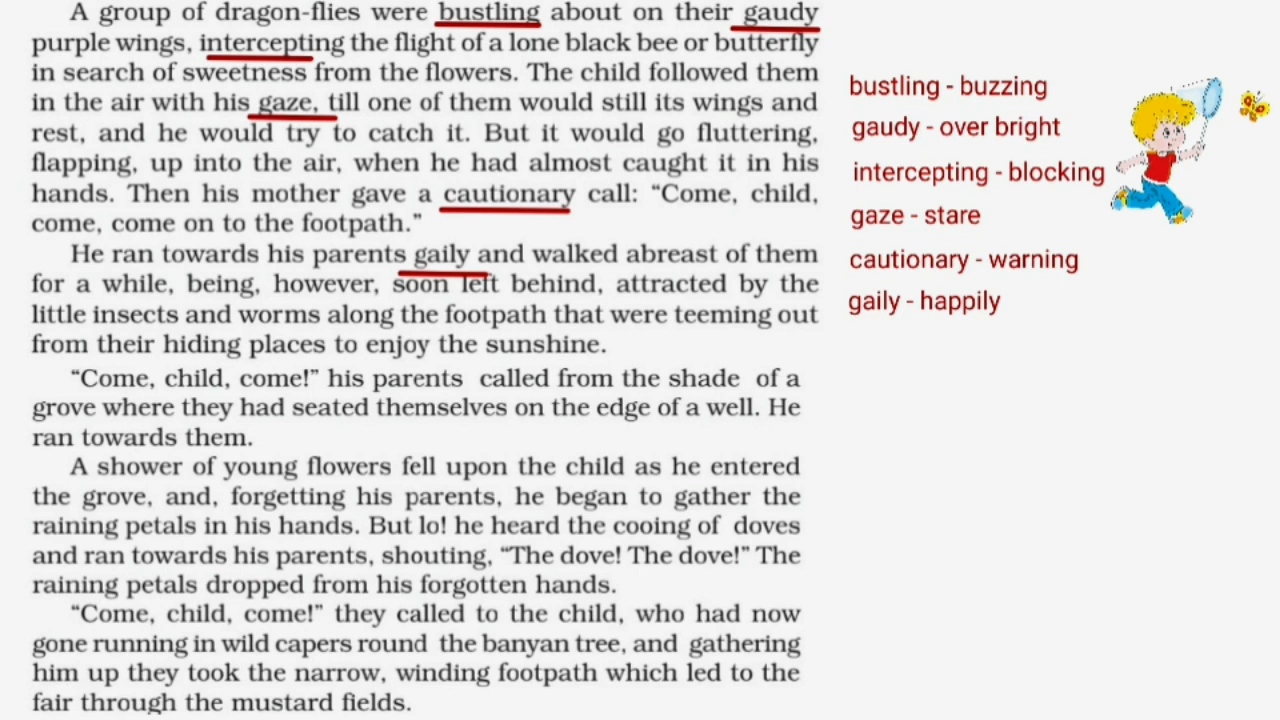 A group of dragon-flies were bustling about on their gaudy
purple wings, intercepting the flight of a lone black bee or butterfly
in search of sweetness from the flowers. The child followed them
in the air with his gaze, till one of them would still its wings and
rest, and he would try to catch it. But it would go fluttering,
flapping, up into the air, when he had almost caught it in his
hands. Then his mother gave a cautionary call: “Come, child,
come, come on to the footpath.”
He ran towards his parents gaily and walked abreast of them
for a while, being, however, soon left behind, attracted by the
little insects and worms along the footpath that were teeming out
from their hiding places to enjoy the sunshine.
“Come, child, come!” his parents called from the shade of a
grove where they had seated themselves on the edge of a well. He
ran towards them.
A shower of young flowers fell upon the child as he entered
the grove, and, forgetting his parents, he began to gather the
raining petals in his hands. But lo! he heard the cooing of doves
and ran towards his parents, shouting, “The dove! The dove!” The
raining petals dropped from his forgotten hands.
“Come, child, come!” they called to the child, who had now
gone running in wild capers round the banyan tree, and gathering
him up they took the narrow, winding footpath which led to the
fair through the mustard fields.
bustling - buzzing
gaudy - over bright
intercepting - blocking
gaze - stare
cautionary - warning
gaily - happily